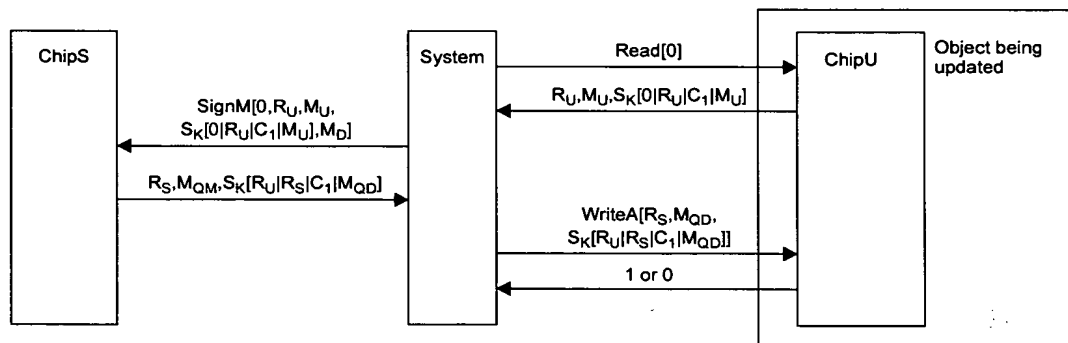 ChipS
System
Read[0]
ChipU
Object being
updated
R_U,M_U,S_K[0|R_U|C_1|M_U]
SignM[0,R_U,M_U,
S_K[0|R_U|C_1|M_U],M_D]
R_S,M_QM,S_K[R_U|R_S|C_1|M_QD]
WriteA[R_S,M_QD,
S_K[R_U|R_S|C_1|M_QD]]
1 or 0